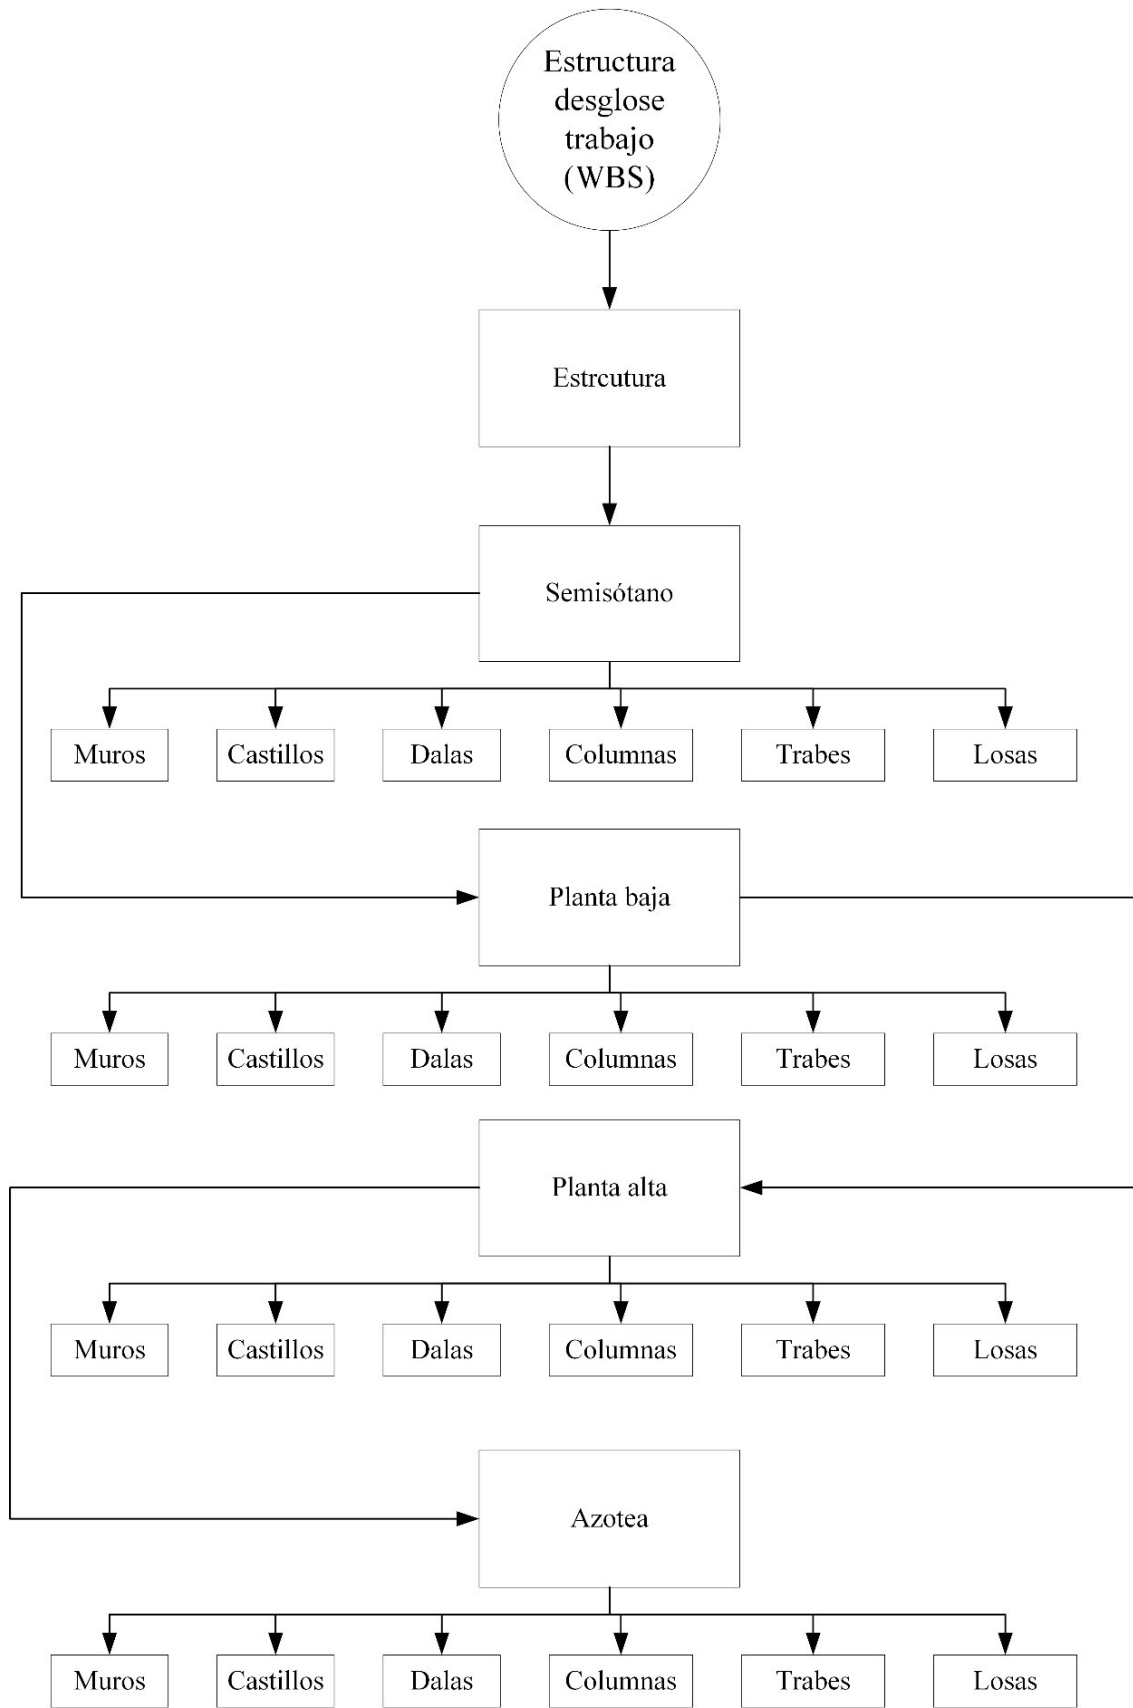 Estructura
desglose
trabajo
(WBS)
Estrcutura
Semisótano
Muros
Castillos
Dalas
Columnas
Trabes
Losas
Planta baja
Muros
Castillos
Dalas
Columnas
Trabes
Losas
Planta alta
Muros
Castillos
Dalas
Columnas
Trabes
Losas
Azotea
Muros
Castillos
Dalas
Columnas
Trabes
Losas